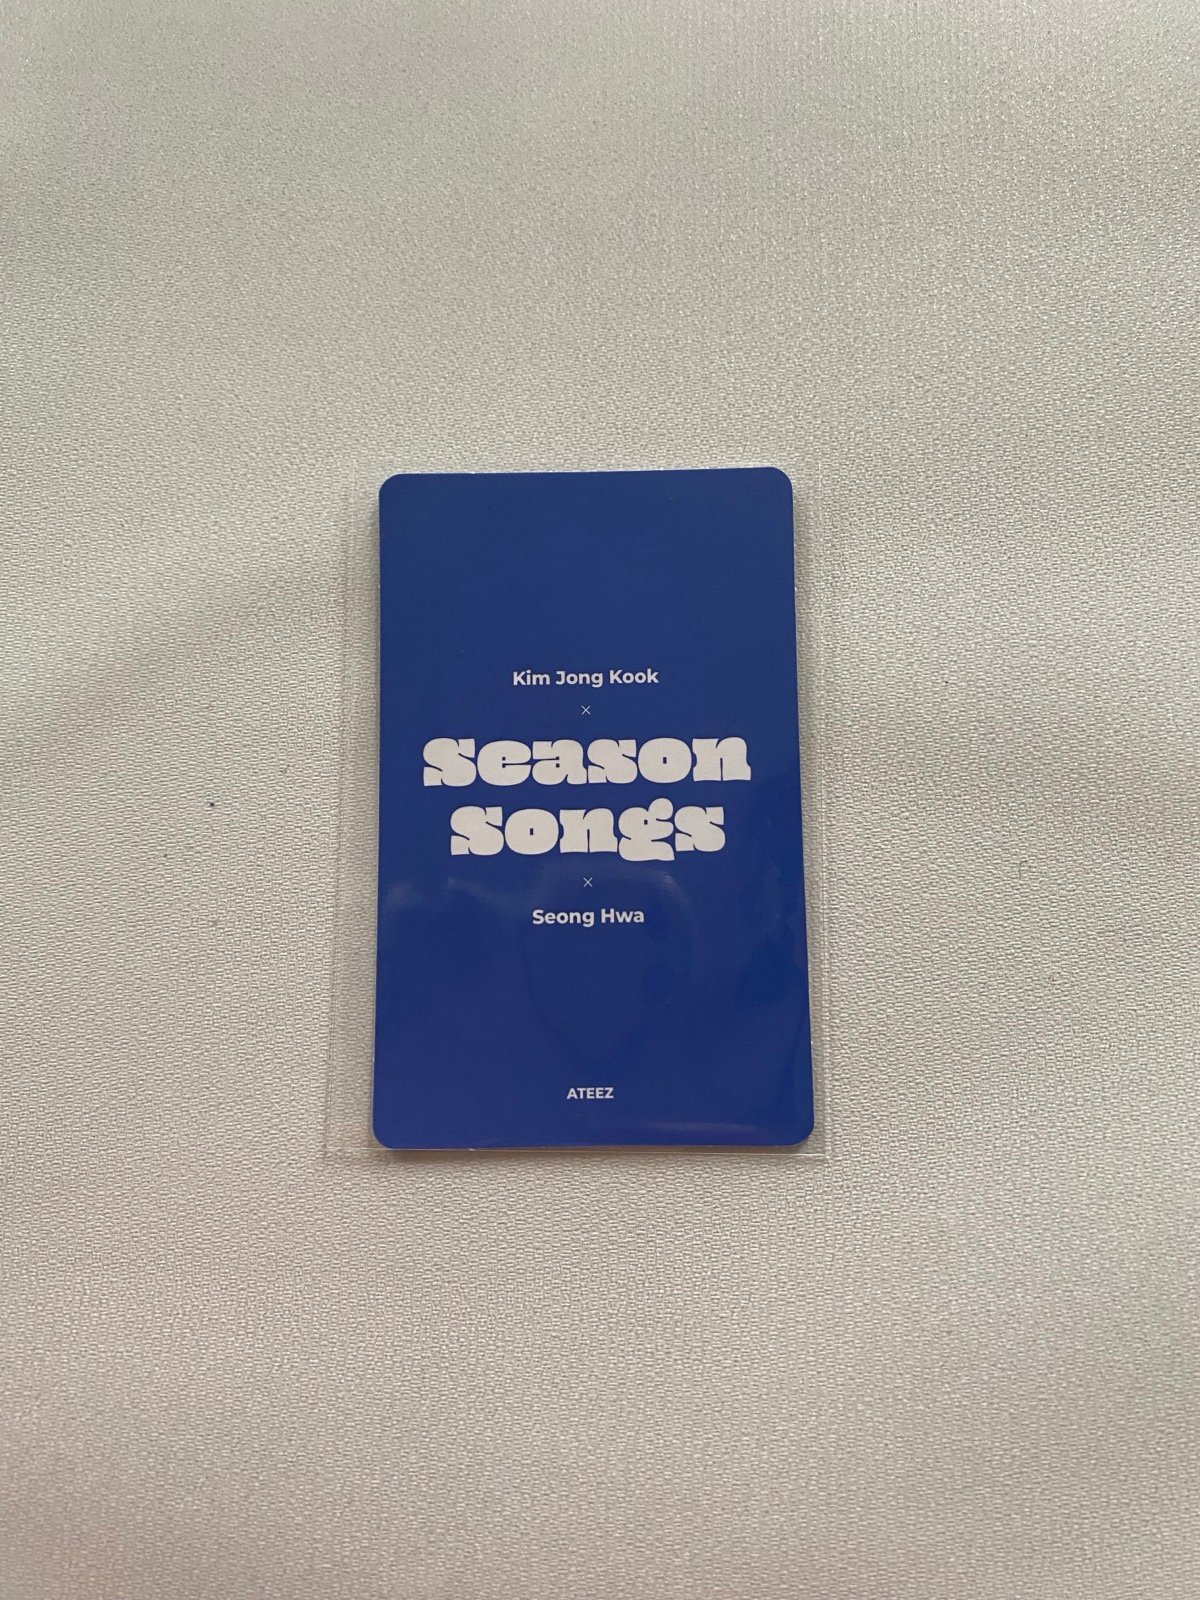 Kim Jong Kook
×
season
songs
×
Seong Hwa
ATEEZ